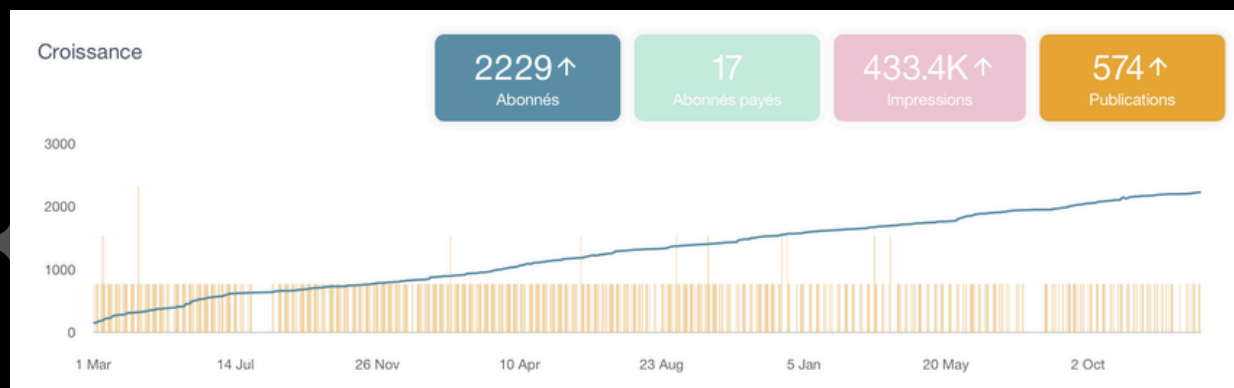 Croissance
2229↑
Abonnés
17
Abonnés payés
433.4K↑
Impressions
574↑
Publications
3000
2000
1000
0
1 Mar 14 Jul 26 Nov 10 Apr 23 Aug 5 Jan 20 May 2 Oct